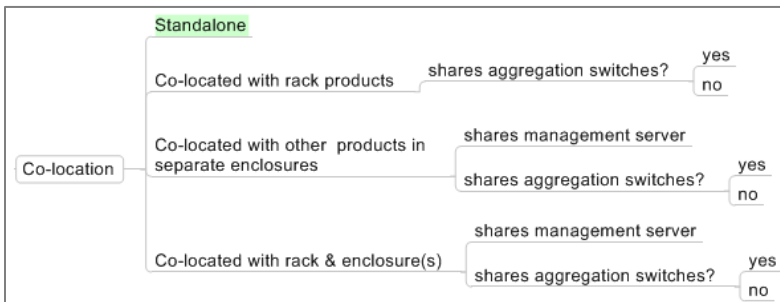 Standalone
Co-located with rack products
shares aggregation switches?
yes
no
Co-location
Co-located with other products in
separate enclosures
shares management server
shares aggregation switches?
yes
no
Co-located with rack & enclosure(s)
shares management server
shares aggregation switches?
yes
no